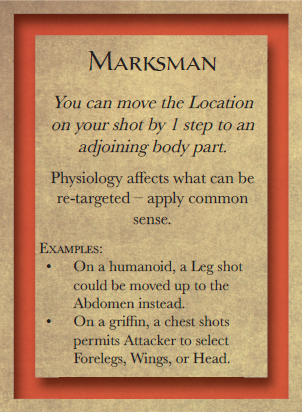 MARKSMAN
You can move the Location
on your shot by 1 step to an
adjoining body part.
Physiology affects what can be
re-targeted – apply common
sense.
EXAMPLES:
• On a humanoid, a Leg shot
could be moved up to the
Abdomen instead.
• On a griffin, a chest shots
permits Attacker to select
Forelegs, Wings, or Head.